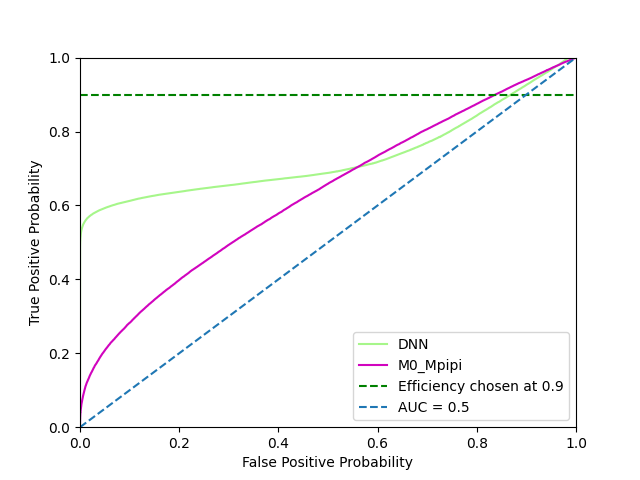 1.0
0.8
0.6
0.4
0.2
0.0
True Positive Probability
0.0 0.2 0.4 0.6 0.8 1.0
False Positive Probability
DNN
M0_Mpipi
Efficiency chosen at 0.9
AUC = 0.5